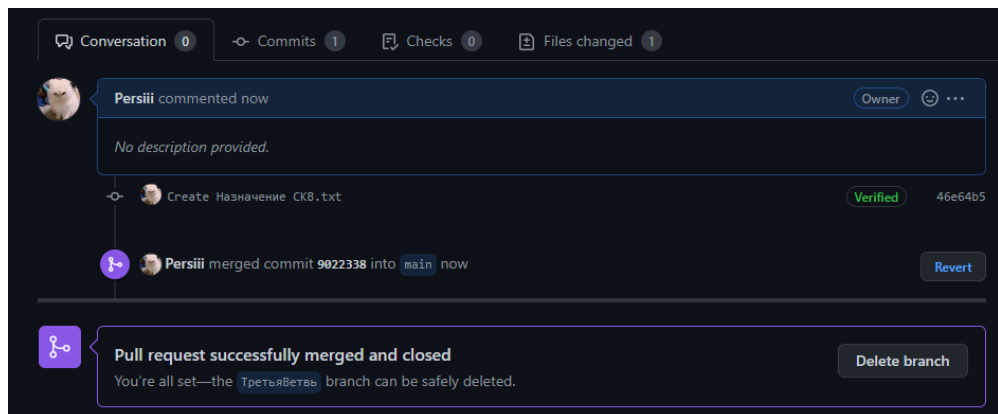 Conversation 0 Commits 1 Checks 0 Files changed 1
Persiii commented now Owner
No description provided.
Create Назначение СКВ.txt Verified 46e64b5
Persiii merged commit 9022338 into main now Revert
Pull request successfully merged and closed
You're all set—the ТретьяВетвь branch can be safely deleted.
Delete branch